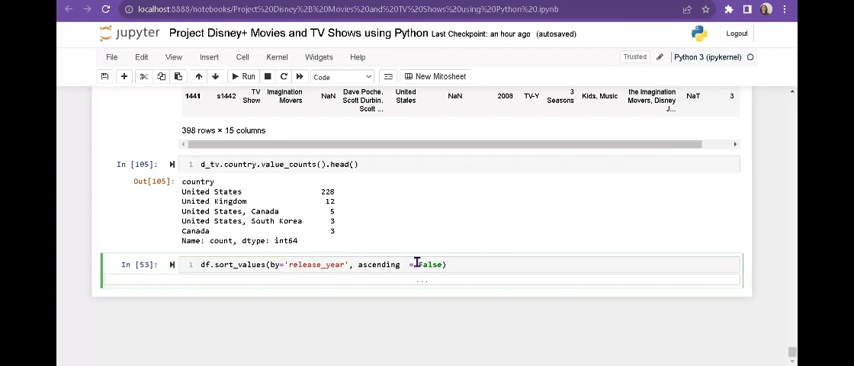 localhost:8888/notebooks/Project%20Disney%2B%20Movies%20and%20TV%20Shows%20using%20Python%20.ipynb
jupyter Project Disney+ Movies and TV Shows using Python Last Checkpoint: an hour ago (autosaved) Logout
File Edit View Insert Cell Kernel Widgets Help Trusted Python 3 (ipykernel)
Run Code New Mitosheet
1441 s1442 TV Show Imagination Movers NaN Dave Poche, Scott Durbin, Scott ... United States NaN 2008 TV-Y 3 Seasons Kids, Music the Imagination Movers, Disney J... NaT 3
398 rows × 15 columns
In [105]: 1 d_tv.country.value_counts().head()
Out[105]: country
United States 228
United Kingdom 12
United States, Canada 5
United States, South Korea 3
Canada 3
Name: count, dtype: int64
In [53]: 1 df.sort_values(by='release_year', ascending =False)
...